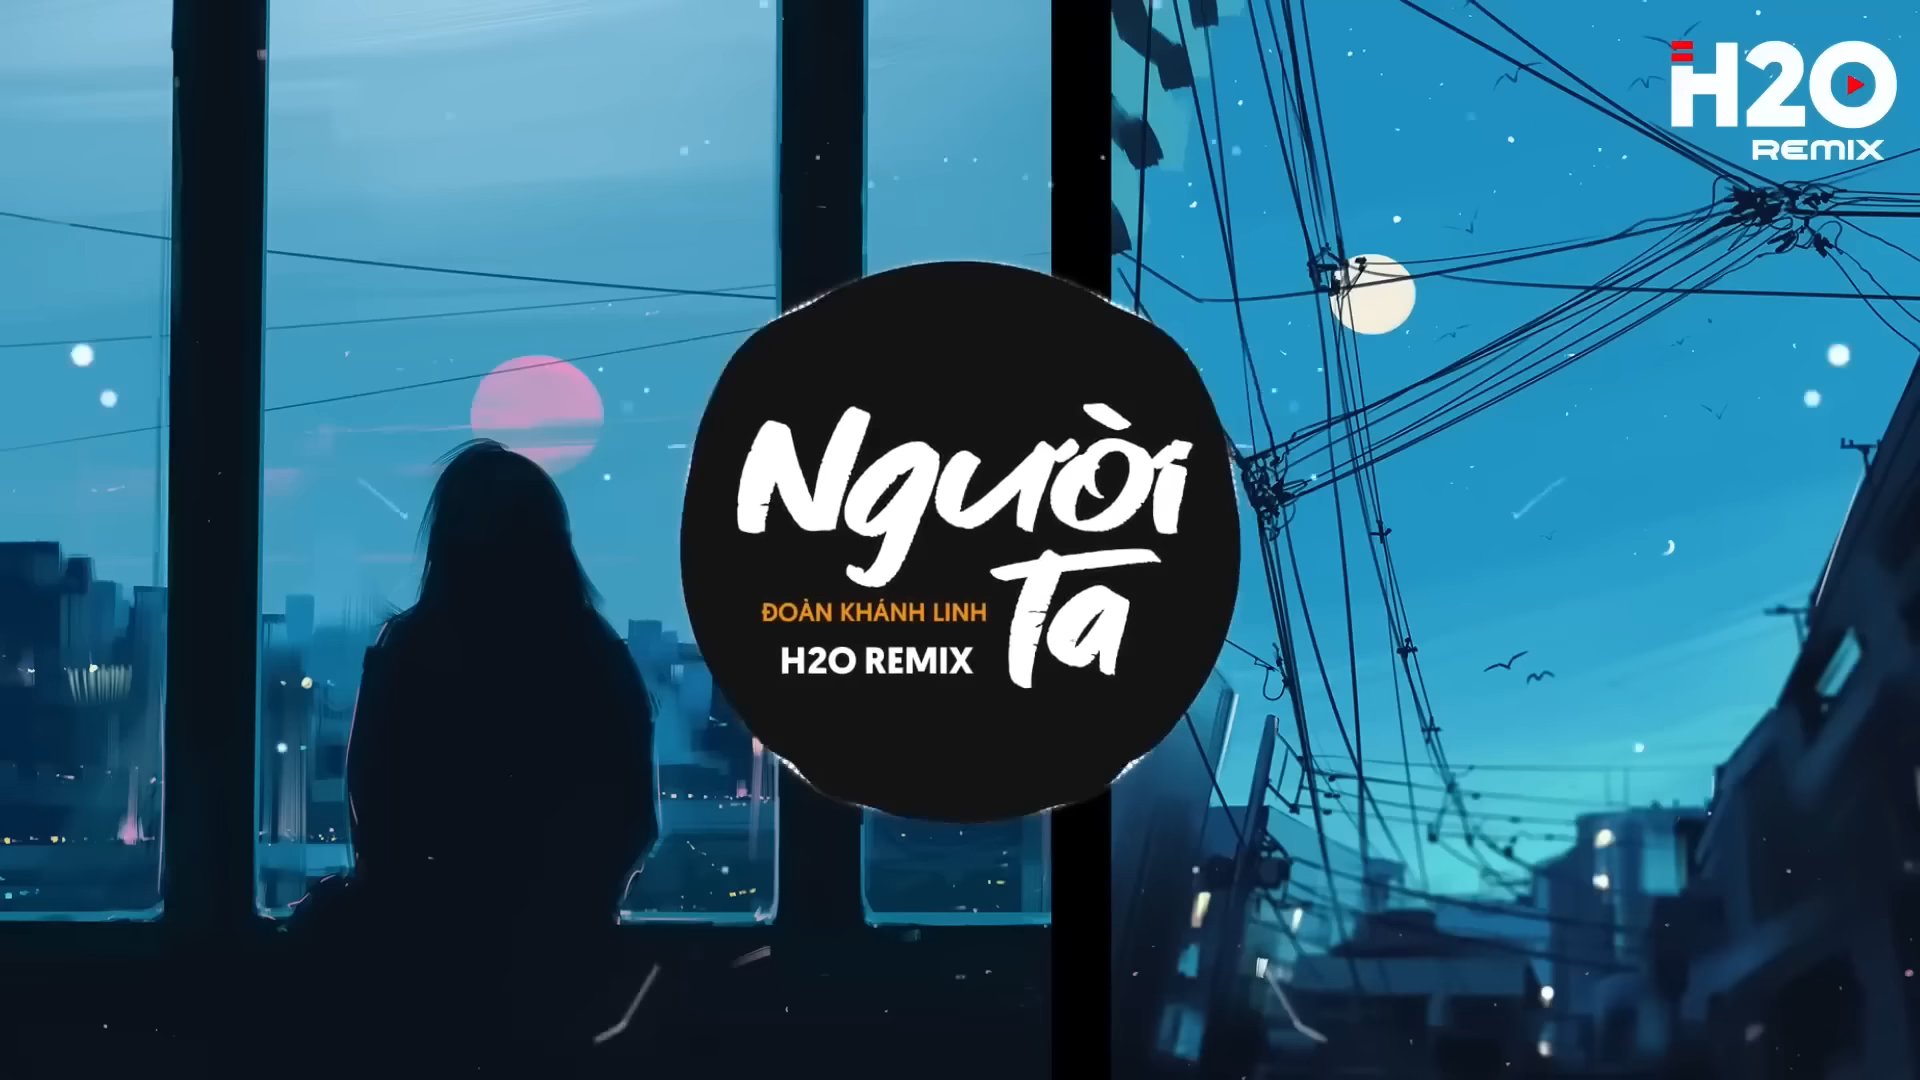 H2O
REMIX
Người
Ta
ĐOÀN KHÁNH LINH
H2O REMIX